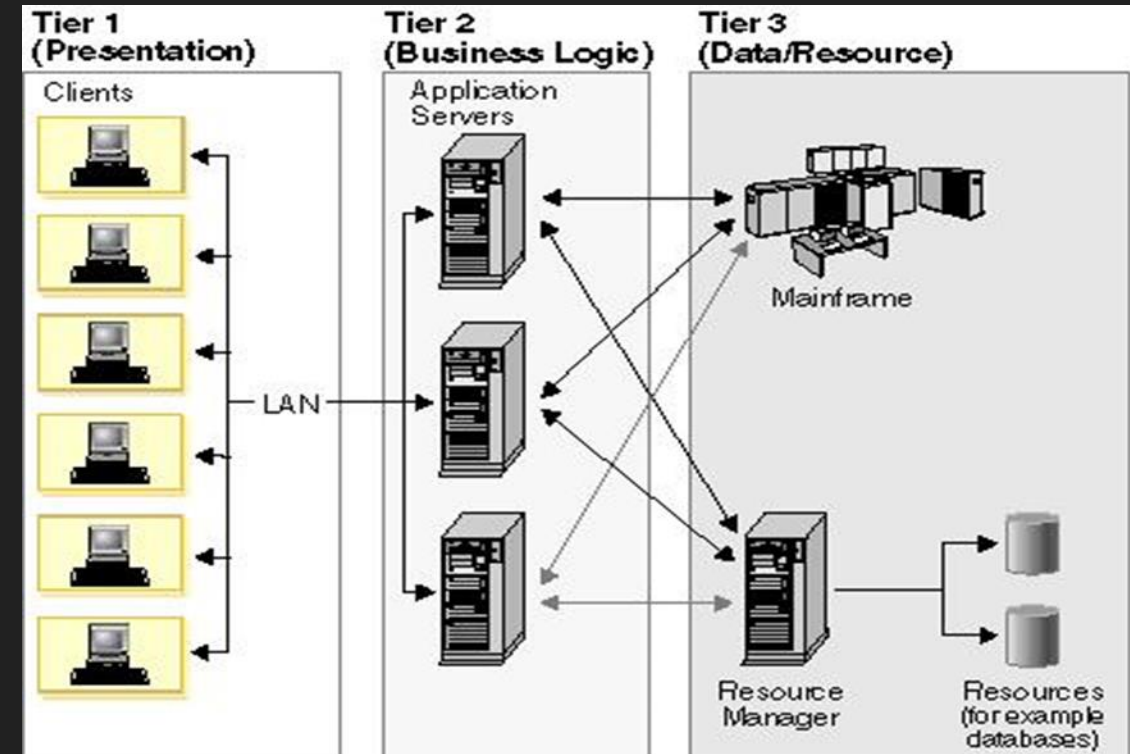 Tier 1
(Presentation)
Tier 2
(Business Logic)
Tier 3
(Data/Resource)
Clients
Application
Servers
Mainframe
LAN
Resource
Manager
Resources
(for example
databases)